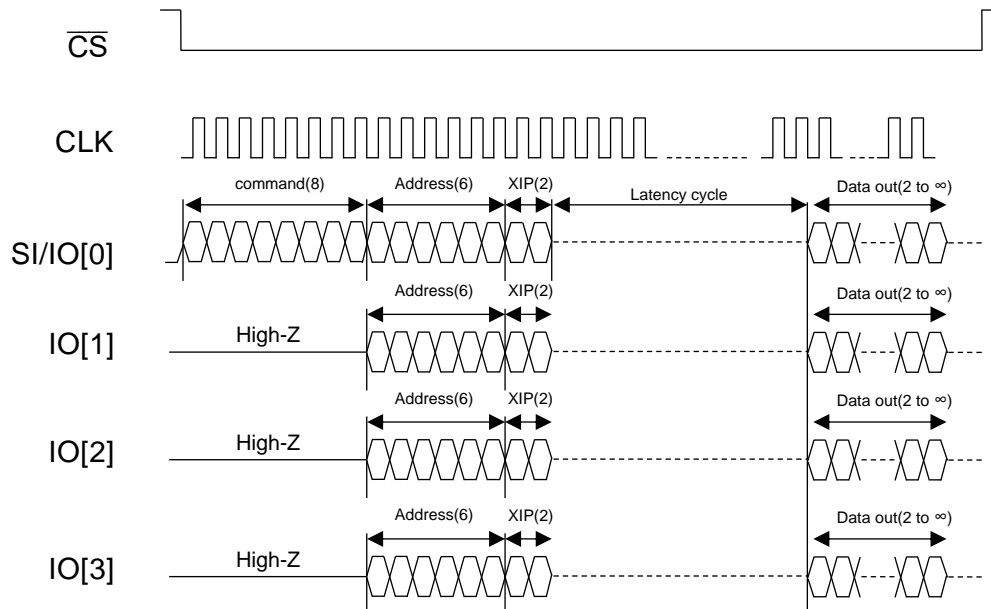 C̅S̅
CLK
command(8) Address(6) XIP(2) Latency cycle Data out(2 to ∞)
SI/IO[0]
Address(6) XIP(2) Data out(2 to ∞)
IO[1] High-Z
Address(6) XIP(2) Data out(2 to ∞)
IO[2] High-Z
Address(6) XIP(2) Data out(2 to ∞)
IO[3] High-Z